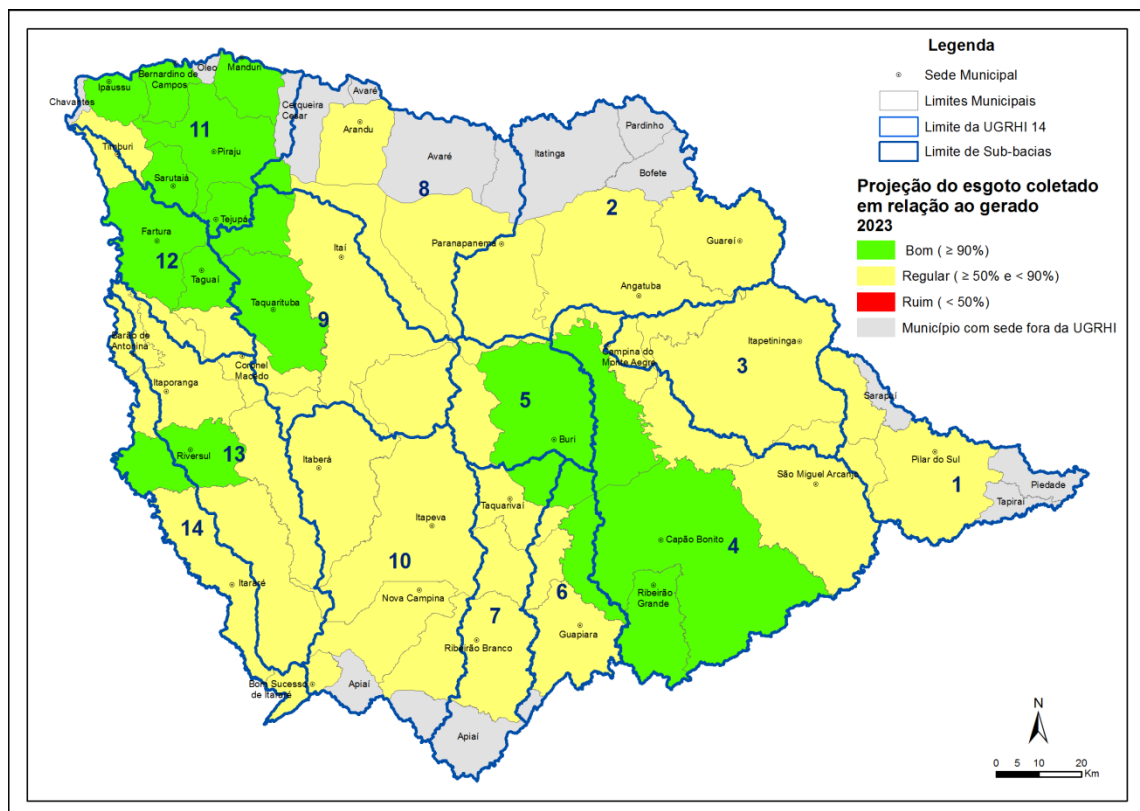 Legenda
Sede Municipal
Limites Municipais
Limite da UGRHI 14
Limite de Sub-bacias
Projeção do esgoto coletado
em relação ao gerado
2023
Bom ( ≥ 90%)
Regular ( ≥ 50% e < 90%)
Ruim ( < 50%)
Município com sede fora da UGRHI
Óleo
Manduri
Bernardino de
Campos
Ipaussu
Chavantes
Cerqueira
Cesar
Avaré
Arandu
11
Piraju
Timburi
Sarutaiá
Tejupá
Avaré
8
Itatinga
Pardinho
Bofete
2
Guareí
Fartura
12
Taguaí
Itaí
Paranapanema
Angatuba
Taquarituba
9
Barão de
Antonina
Coronel
Macedo
Itaporanga
Campina do
Monte Aegre
Itapetininga
3
5
Buri
Sarapuí
Riversul
13
Itaberá
Pilar do Sul
1
Piedade
Tapiraí
São Miguel Arcanjo
Taquarivaí
14
Itapeva
Capão Bonito
4
10
Itararé
Nova Campina
6
7
Ribeirão
Grande
Ribeirão Branco
Guapiara
Bom Sucesso
de Itararé
Apiaí
Apiaí
N
0 5 10 20
Km